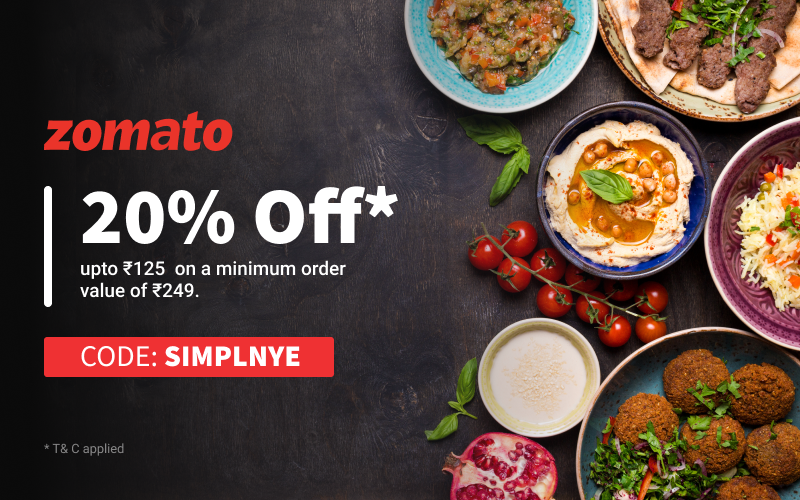 zomato
20% Off*
upto ₹125 on a minimum order
value of ₹249.
CODE: SIMPLNYE
* T& C applied